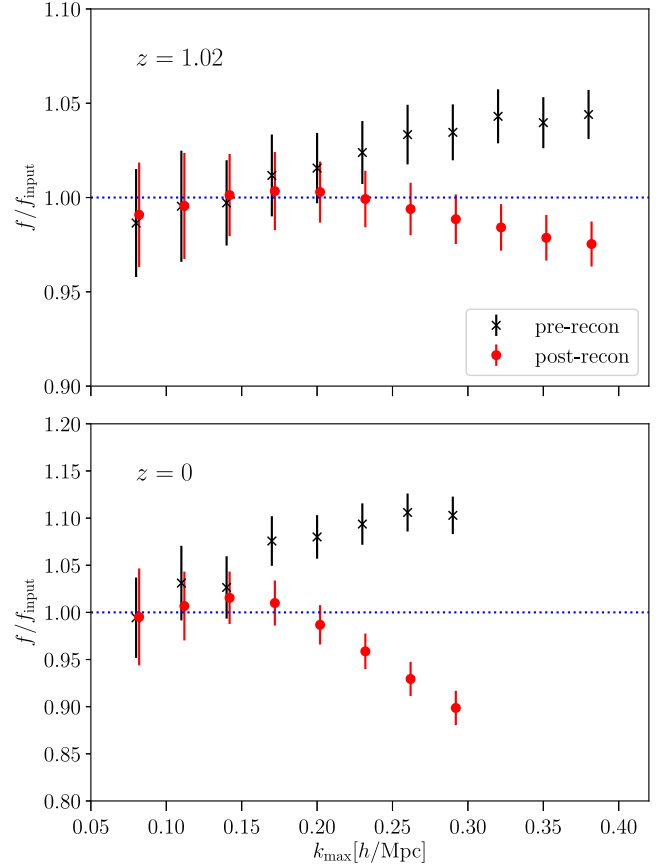 1.10
z = 1.02
1.05
1.00
f/f_input
0.95
pre-recon
post-recon
0.90
1.20
z = 0
1.15
1.10
1.05
1.00
f/f_input
0.95
0.90
0.85
0.80
0.05 0.10 0.15 0.20 0.25 0.30 0.35 0.40
k_max[h/Mpc]